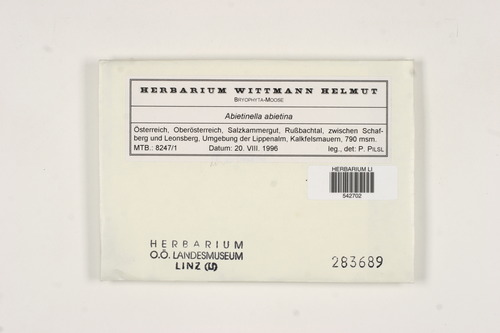 HERBARIUM WITTMANN HELMUT
BRYOPHYTA-MOOSE
Abietinella abietina
Österreich, Oberösterreich, Salzkammergut, Rußbachtal, zwischen Schaf-
berg und Leonsberg, Umgebung der Lippenalm, Kalkfelsmauern, 790 msm.
MTB.: 8247/1 Datum: 20. VIII. 1996 leg., det: P. PILSL
HERBARIUM LI
542702
HERBARIUM
O.Ö. LANDESMUSEUM
LINZ (LI)
283689